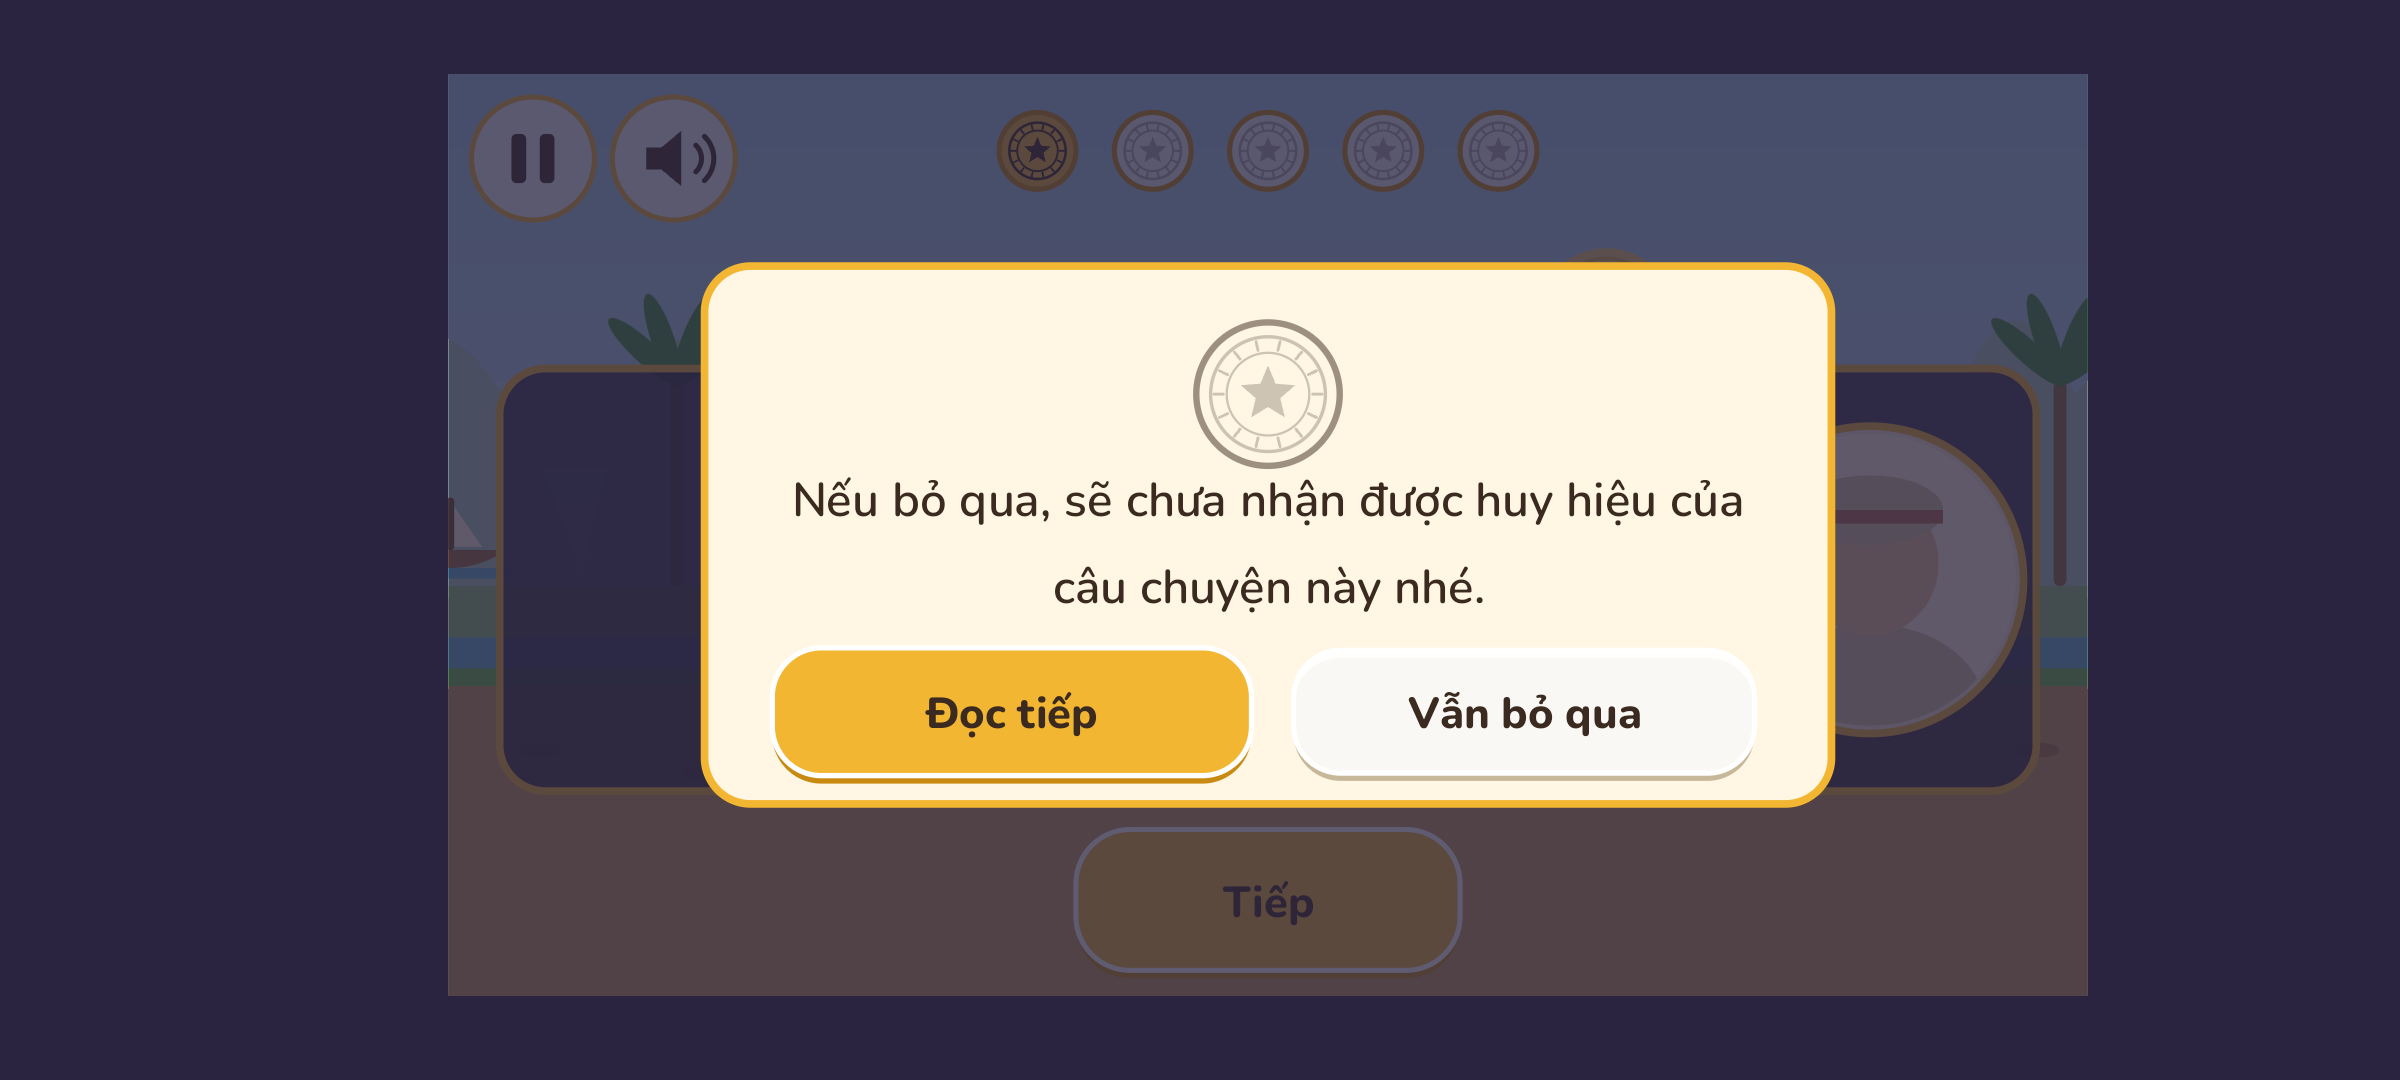 Nếu bỏ qua, sẽ chưa nhận được huy hiệu của
câu chuyện này nhé.
Đọc tiếp
Vẫn bỏ qua
Tiếp